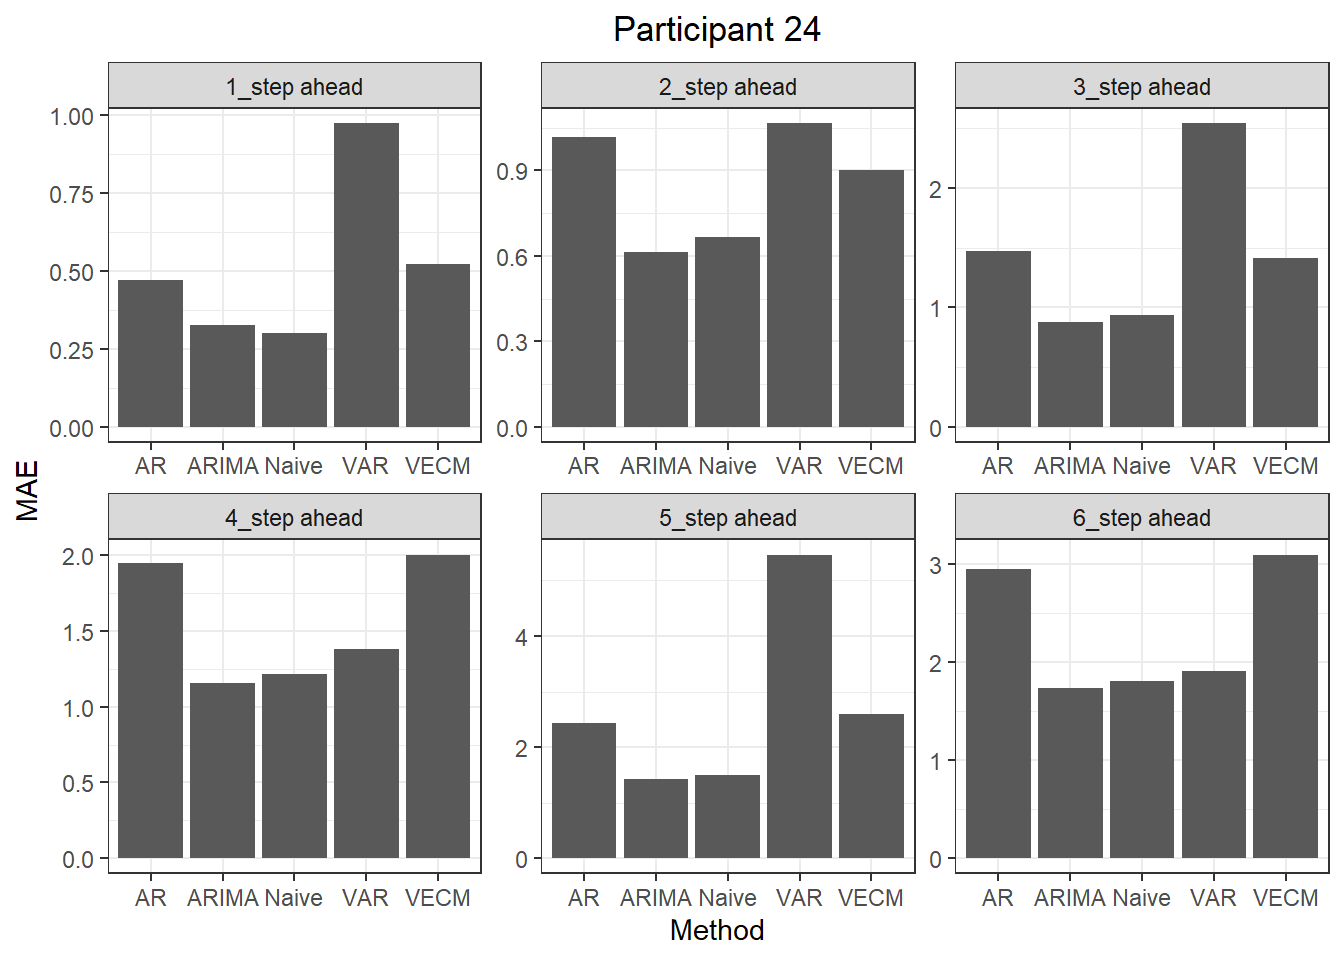 Participant 24
1_step ahead
2_step ahead
3_step ahead
1.00
0.75
0.50
0.25
0.00
0.9
0.6
0.3
0.0
2
1
0
AR ARIMA Naive VAR VECM
AR ARIMA Naive VAR VECM
AR ARIMA Naive VAR VECM
MAE
4_step ahead
5_step ahead
6_step ahead
2.0
1.5
1.0
0.5
0.0
4
2
0
3
2
1
0
AR ARIMA Naive VAR VECM
AR ARIMA Naive VAR VECM
AR ARIMA Naive VAR VECM
Method